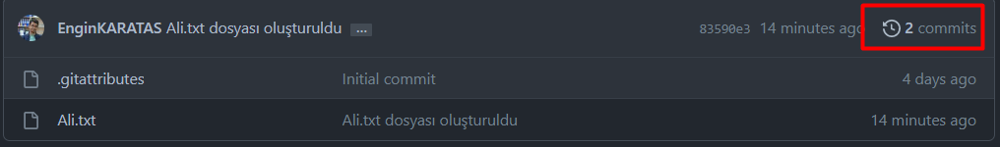 EnginKARATAS Ali.txt dosyası oluşturuldu ... 83590e3 14 minutes ago 2 commits
.gitattributes Initial commit 4 days ago
Ali.txt Ali.txt dosyası oluşturuldu 14 minutes ago